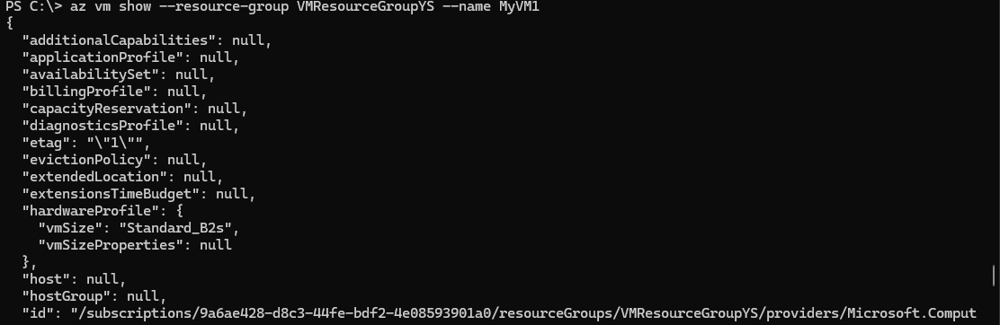 PS C:\> az vm show --resource-group VMResourceGroupYS --name MyVM1
{
  "additionalCapabilities": null,
  "applicationProfile": null,
  "availabilitySet": null,
  "billingProfile": null,
  "capacityReservation": null,
  "diagnosticsProfile": null,
  "etag": "\"1\"",
  "evictionPolicy": null,
  "extendedLocation": null,
  "extensionsTimeBudget": null,
  "hardwareProfile": {
    "vmSize": "Standard_B2s",
    "vmSizeProperties": null
  },
  "host": null,
  "hostGroup": null,
  "id": "/subscriptions/9a6ae428-d8c3-44fe-bdf2-4e08593901a0/resourceGroups/VMResourceGroupYS/providers/Microsoft.Comput